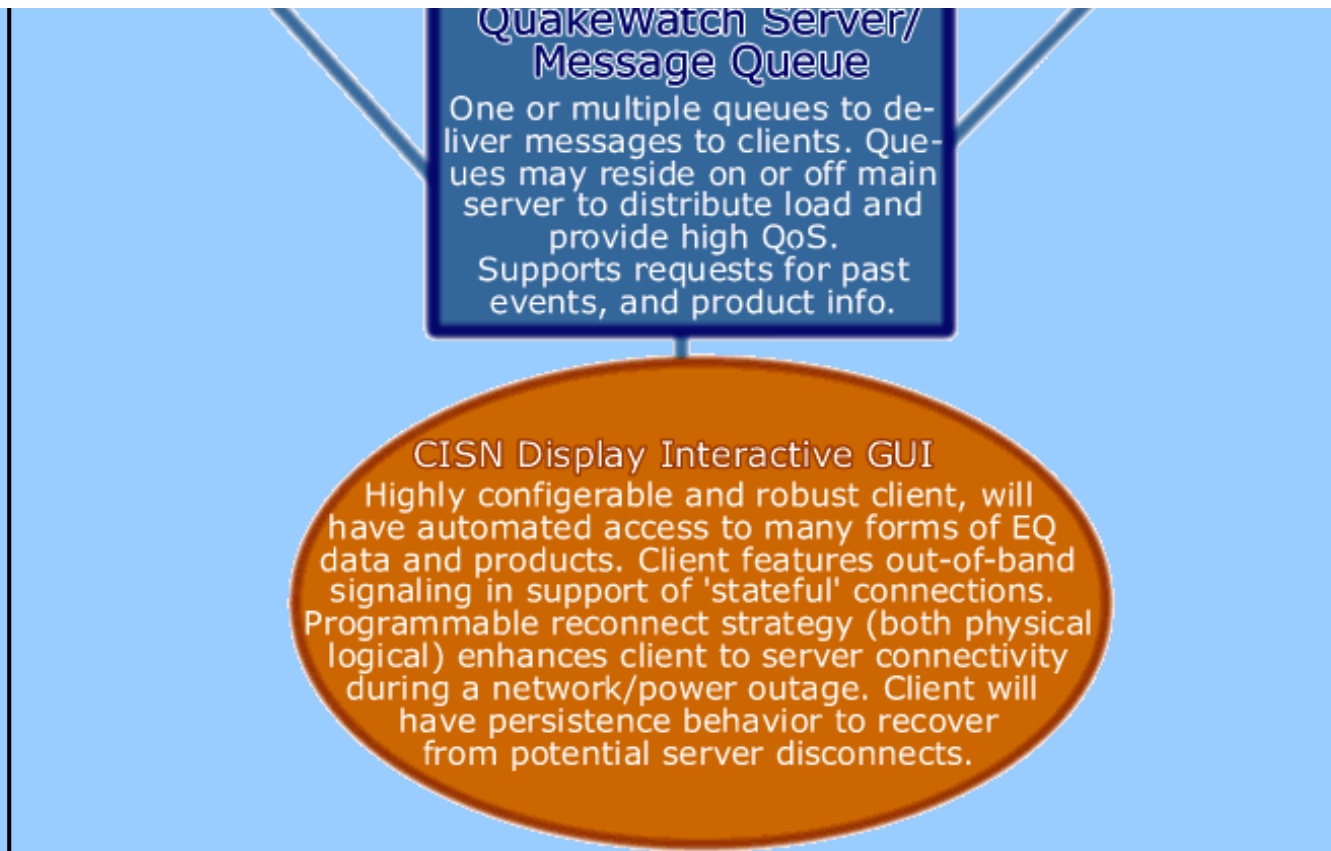 QuakeWatch Server/
Message Queue
One or multiple queues to de-
liver messages to clients. Que-
ues may reside on or off main
server to distribute load and
provide high QoS.
Supports requests for past
events, and product info.
CISN Display Interactive GUI
Highly configerable and robust client, will
have automated access to many forms of EQ
data and products. Client features out-of-band
signaling in support of 'stateful' connections.
Programmable reconnect strategy (both physical
logical) enhances client to server connectivity
during a network/power outage. Client will
have persistence behavior to recover
from potential server disconnects.